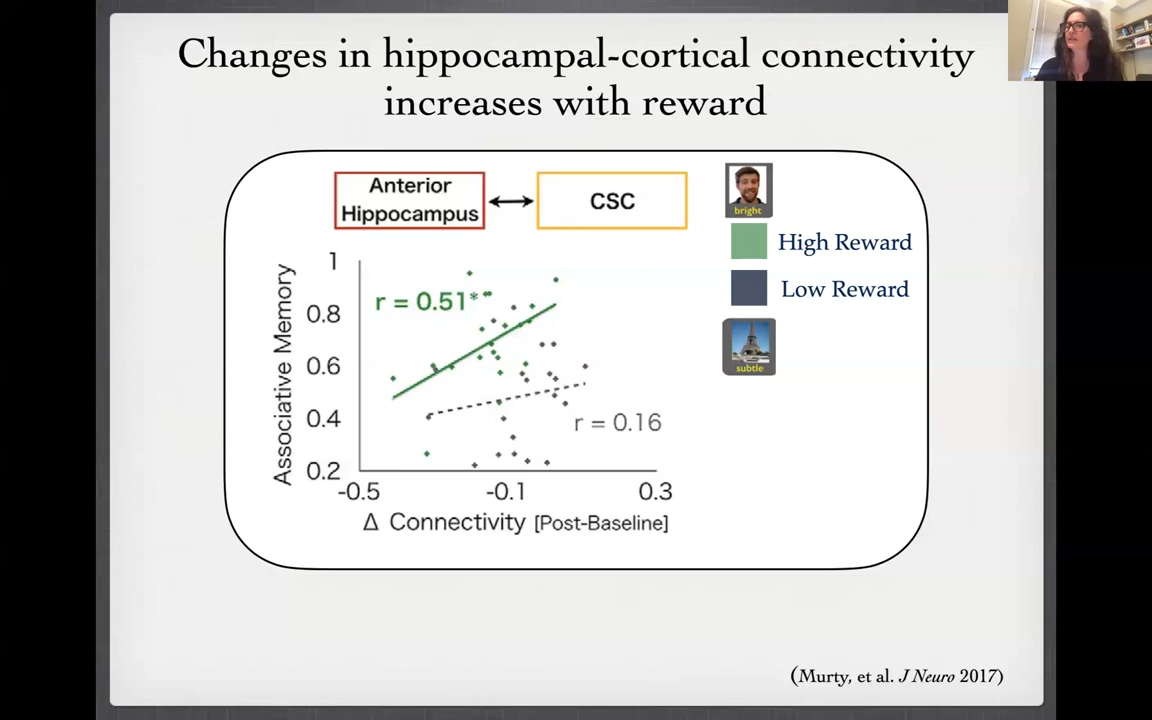 Changes in hippocampal-cortical connectivity
increases with reward
Anterior
Hippocampus
CSC
bright
High Reward
Low Reward
subtle
Associative Memory
1
0.8
0.6
0.4
0.2
r = 0.51*
r = 0.16
-0.5
-0.1
0.3
Δ Connectivity [Post-Baseline]
(Murty, et al. J Neuro 2017)